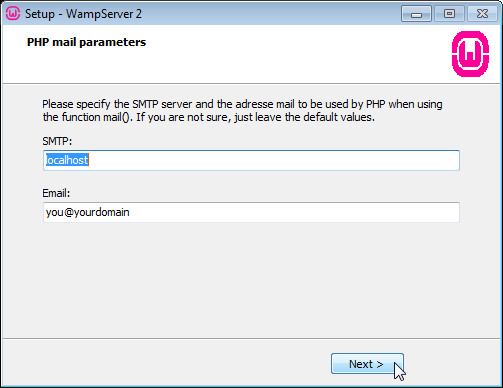 Setup - WampServer 2
PHP mail parameters
Please specify the SMTP server and the adresse mail to be used by PHP when using
the function mail(). If you are not sure, just leave the default values.
SMTP:
localhost
Email:
you@yourdomain
Next >